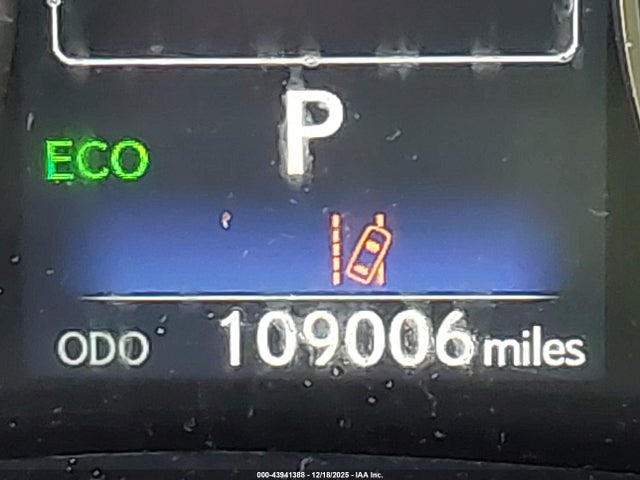 P
ECO
ODO 109006 miles
000-43941388 - 12/18/2025 - IAA Inc.